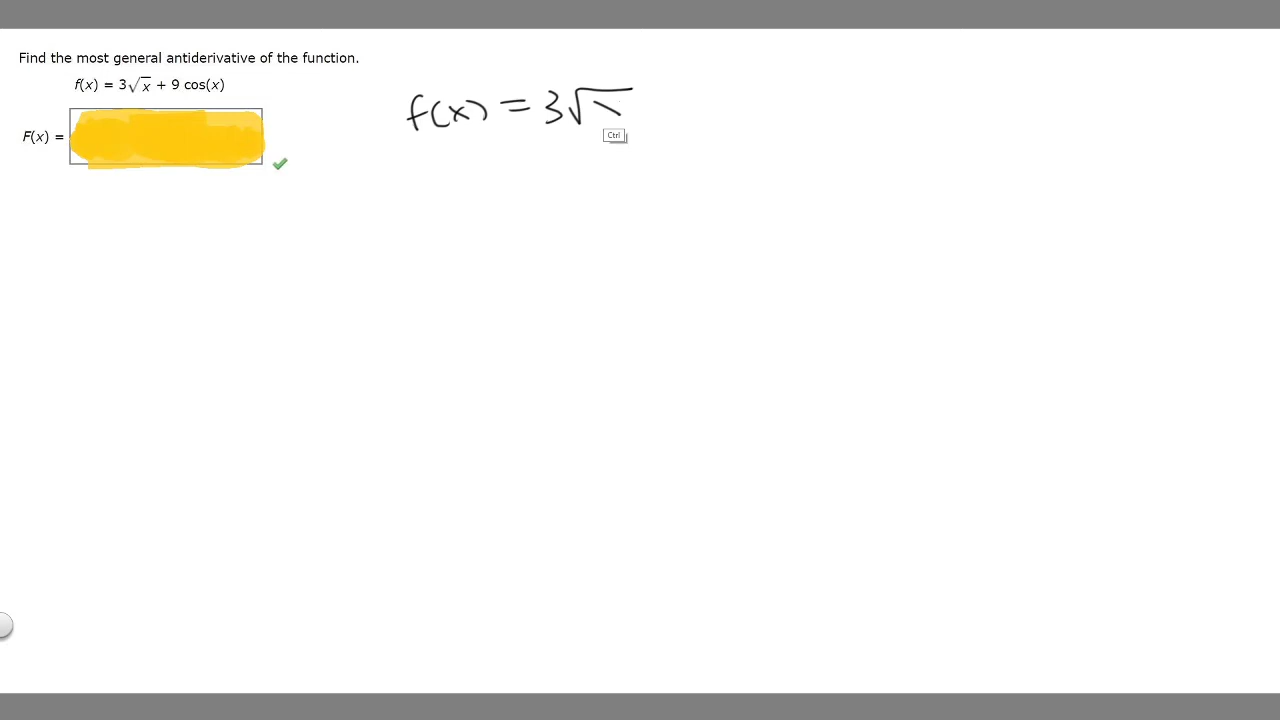 Find the most general antiderivative of the function.
f(x) = 3√x + 9 cos(x)
f(x) = 3√
F(x) =
Ctrl